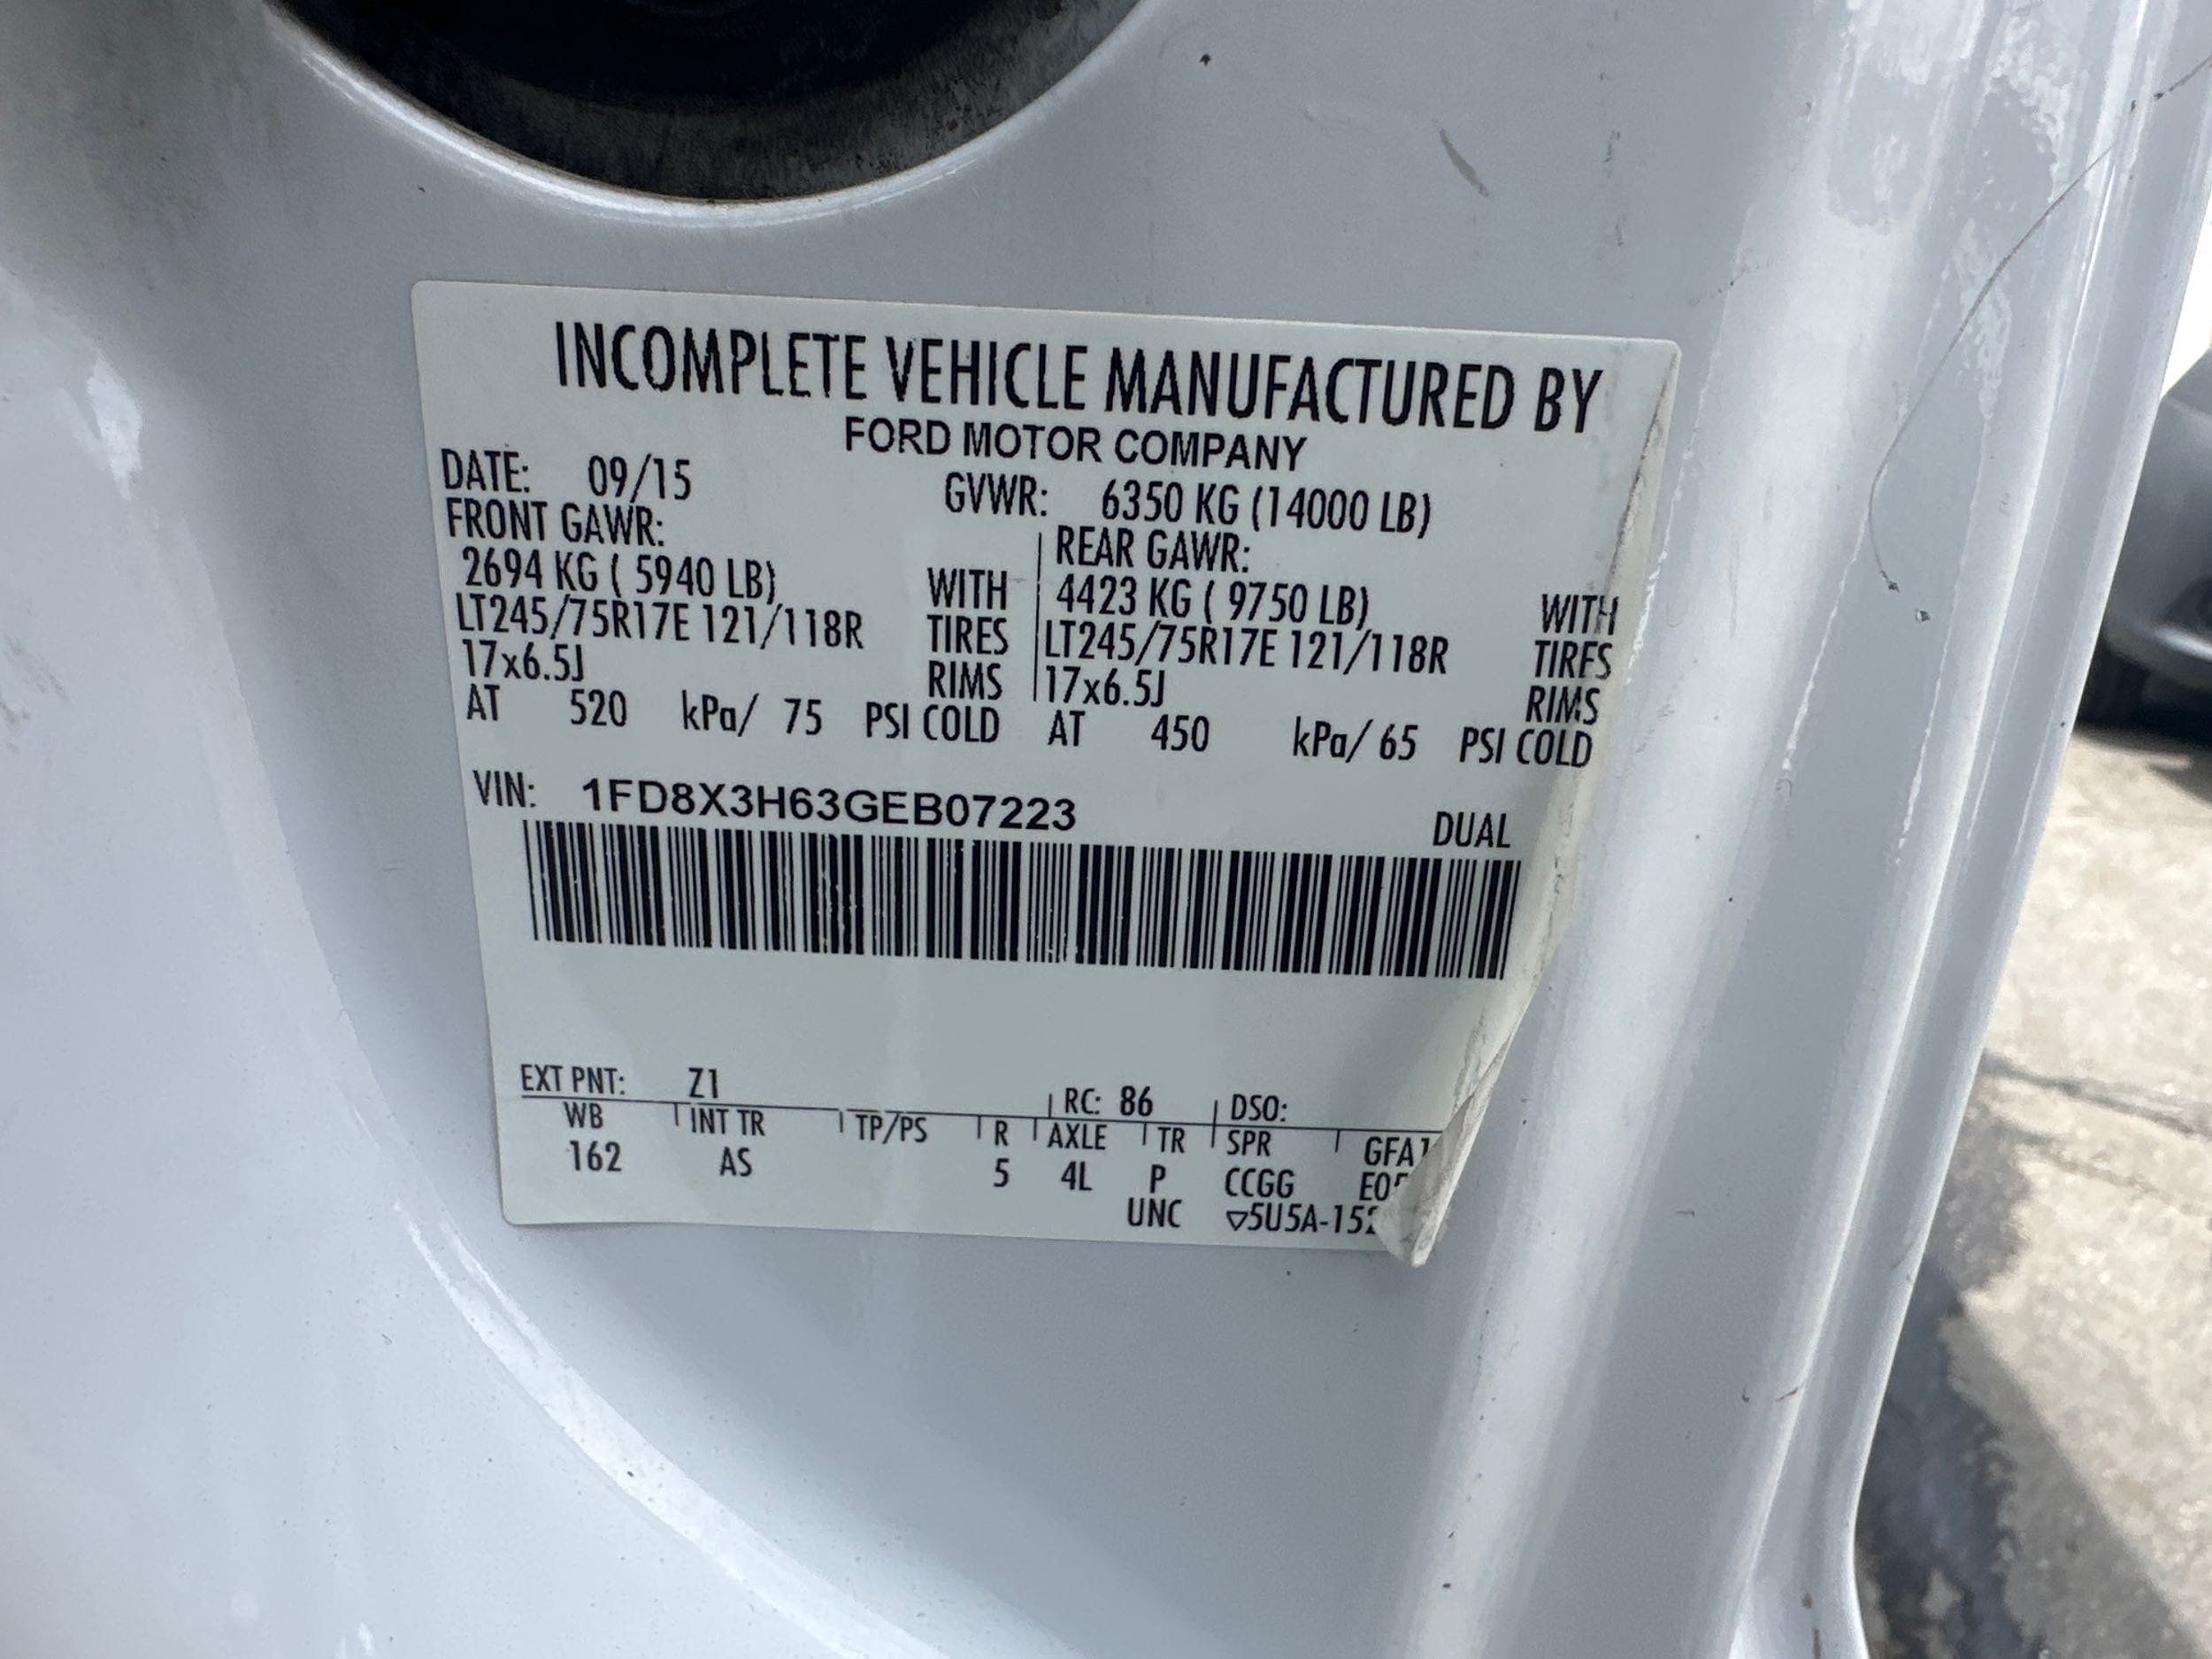 INCOMPLETE VEHICLE MANUFACTURED BY
FORD MOTOR COMPANY
DATE: 09/15 GVWR: 6350 KG (14000 LB)
FRONT GAWR: REAR GAWR:
2694 KG ( 5940 LB) WITH 4423 KG ( 9750 LB) WITH
LT245/75R17E 121/118R TIRES LT245/75R17E 121/118R TIRES
17x6.5J RIMS 17x6.5J RIMS
AT 520 kPa/ 75 PSI COLD AT 450 kPa/ 65 PSI COLD
VIN: 1FD8X3H63GEB07223 DUAL
EXT PNT: Z1 RC: 86 DSO:
WB INT TR TP/PS R AXLE TR SPR
162 AS 5 4L P CCGG
UNC